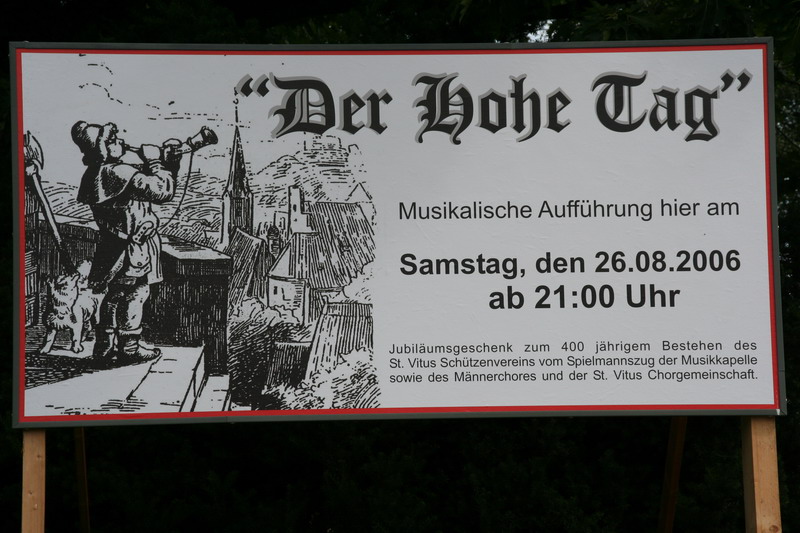 "Der Hohe Tag"
Musikalische Aufführung hier am
Samstag, den 26.08.2006
ab 21:00 Uhr
Jubiläumsgeschenk zum 400 jährigem Bestehen des
St. Vitus Schützenvereins vom Spielmannszug der Musikkapelle
sowie des Männerchores und der St. Vitus Chorgemeinschaft.